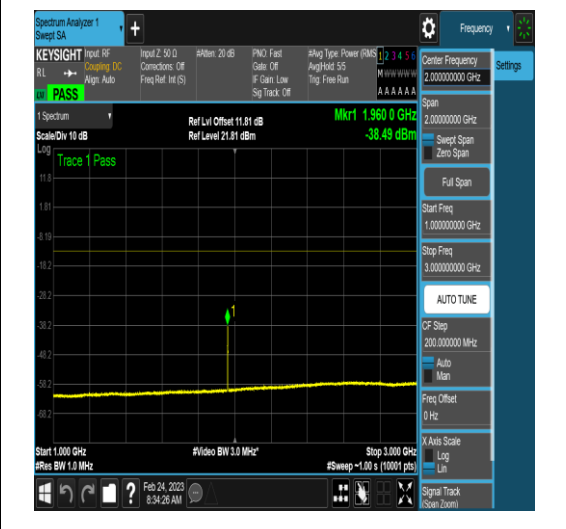 Spectrum Analyzer 1
Swept SA
+
Frequency
KEYSIGHT
RL
PASS
Input: RF
Coupling: DC
Align: Auto
Input Z: 50 Ω
Corrections: Off
Freq Ref: Int (S)
#Atten: 20 dB
PNO: Fast
Gate: Off
IF Gain: Low
Sig Track: Off
#Avg Type: Power (RMS)
Avg|Hold: 5/5
Trig: Free Run
1 2 3 4 5 6
M W W W W W
A A A A A A
1 Spectrum
Scale/Div 10 dB
Ref Lvl Offset 11.81 dB
Ref Level 21.81 dBm
Mkr1 1.960 0 GHz
-38.49 dBm
Log
Trace 1 Pass
11.8
1.81
-8.19
-18.2
-28.2
-38.2
-48.2
-58.2
-68.2
1
Start 1.000 GHz
#Res BW 1.0 MHz
#Video BW 3.0 MHz*
Stop 3.000 GHz
#Sweep ~1.00 s (10001 pts)
Feb 24, 2023
8:34:26 AM
?
Center Frequency
2.000000000 GHz
Settings
Span
2.00000000 GHz
Swept Span
Zero Span
Full Span
Start Freq
1.000000000 GHz
Stop Freq
3.000000000 GHz
AUTO TUNE
CF Step
200.000000 MHz
Auto
Man
Freq Offset
0 Hz
X Axis Scale
Log
Lin
Signal Track
(Span Zoom)